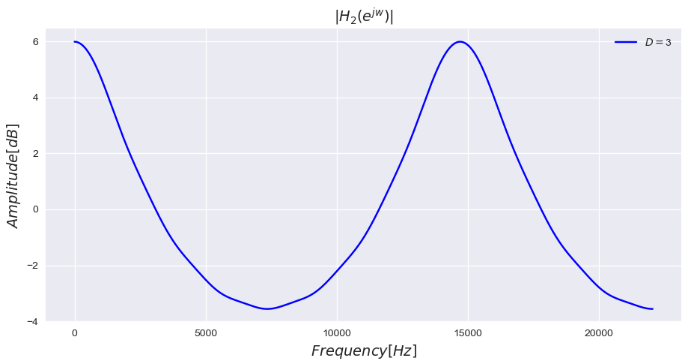 |H₂(e^{jw})|
D = 3
Amplitude[dB]
6
4
2
0
−2
−4
0 5000 10000 15000 20000
Frequency[Hz]